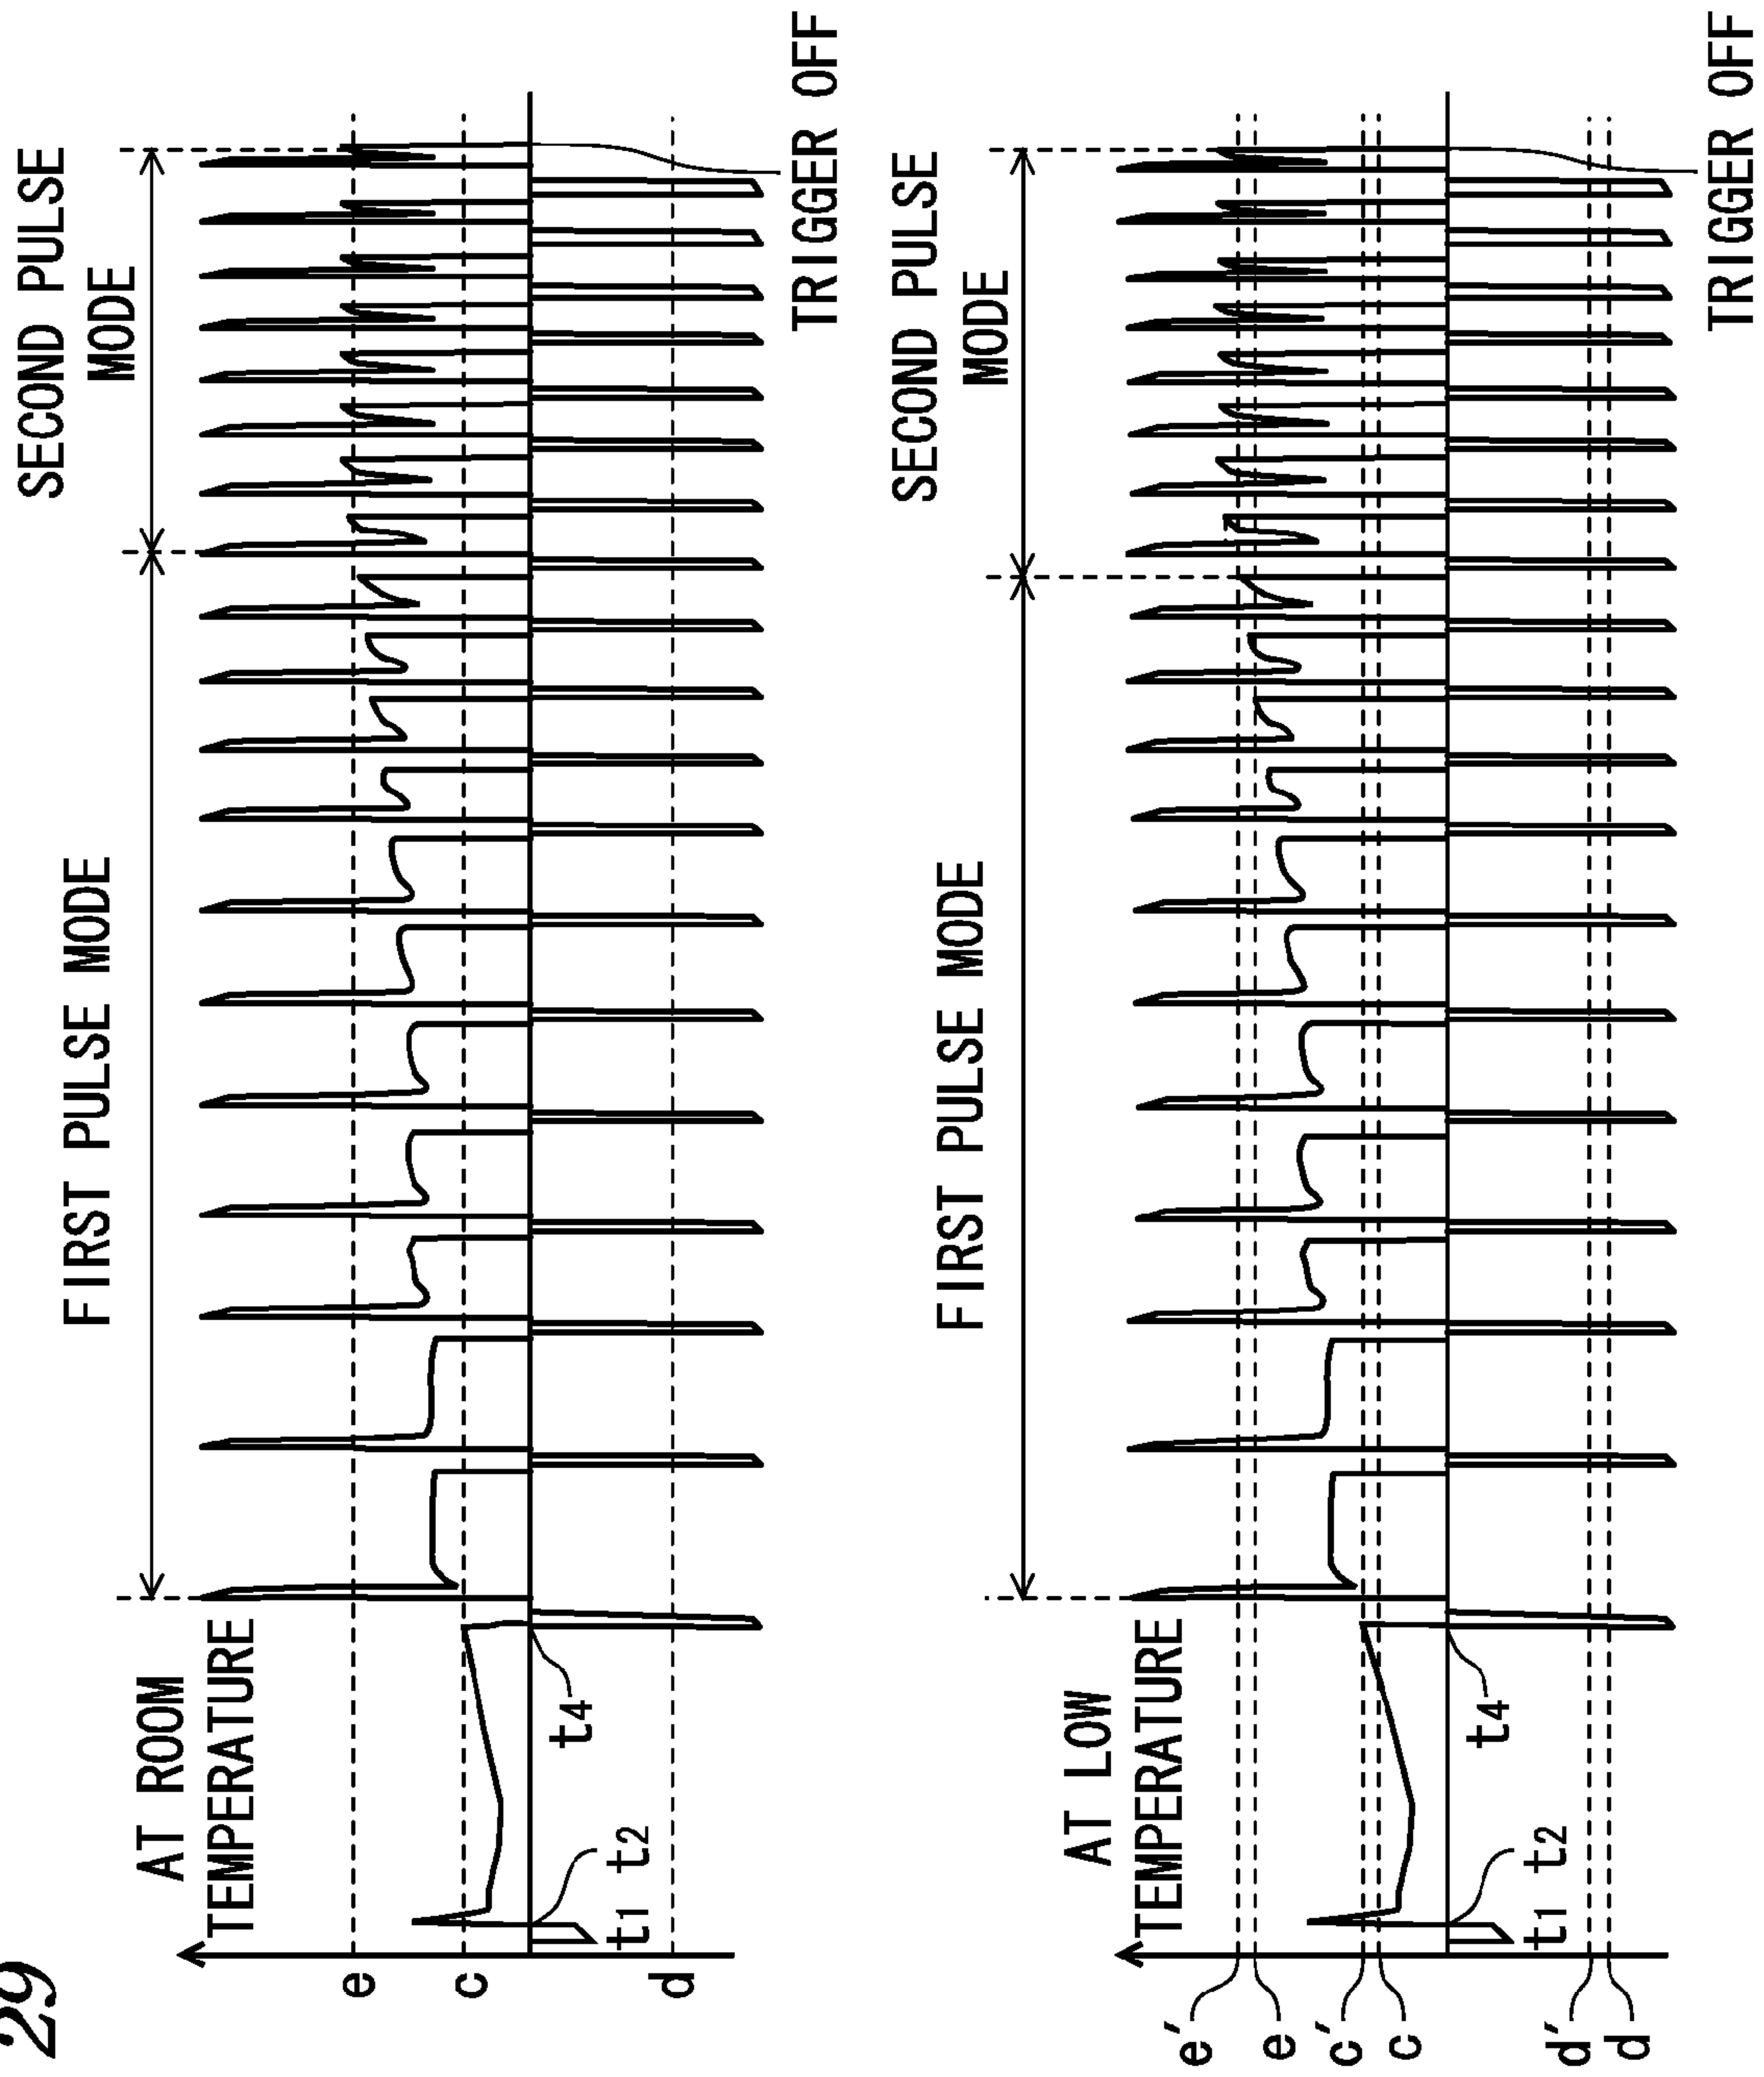 29
AT ROOM
TEMPERATURE
FIRST PULSE MODE
SECOND PULSE
MODE
e
c
d
t1
t2
t4
TRIGGER OFF
AT LOW
TEMPERATURE
FIRST PULSE MODE
SECOND PULSE
MODE
e'
e
c'
c
d'
d
t1
t2
t4
TRIGGER OFF